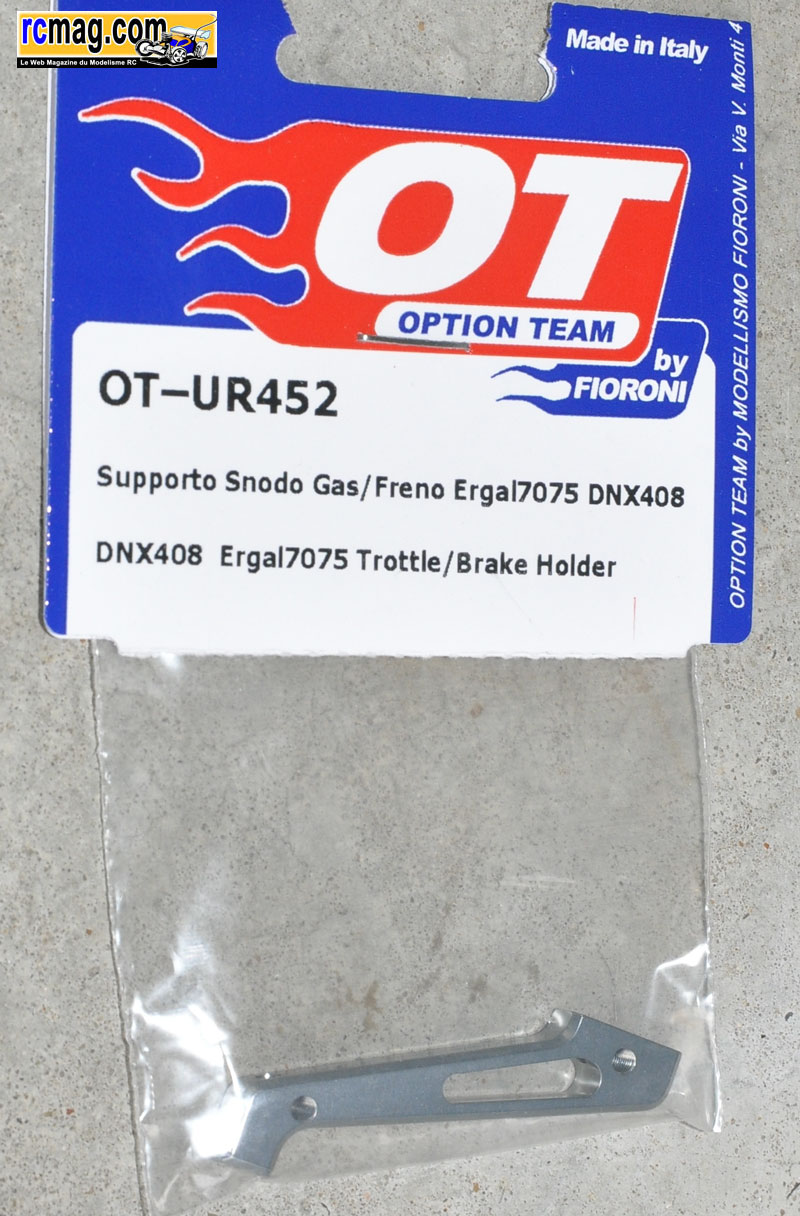 rcmag.com
Le Web Magazine du Modelisme RC
Made in Italy
OT
OPTION TEAM
by
FIORONI
OT-UR452
Supporto Snodo Gas/Freno Ergal7075 DNX408
DNX408 Ergal7075 Trottle/Brake Holder
OPTION TEAM by MODELLISMO FIORONI - Via V. Monti 4